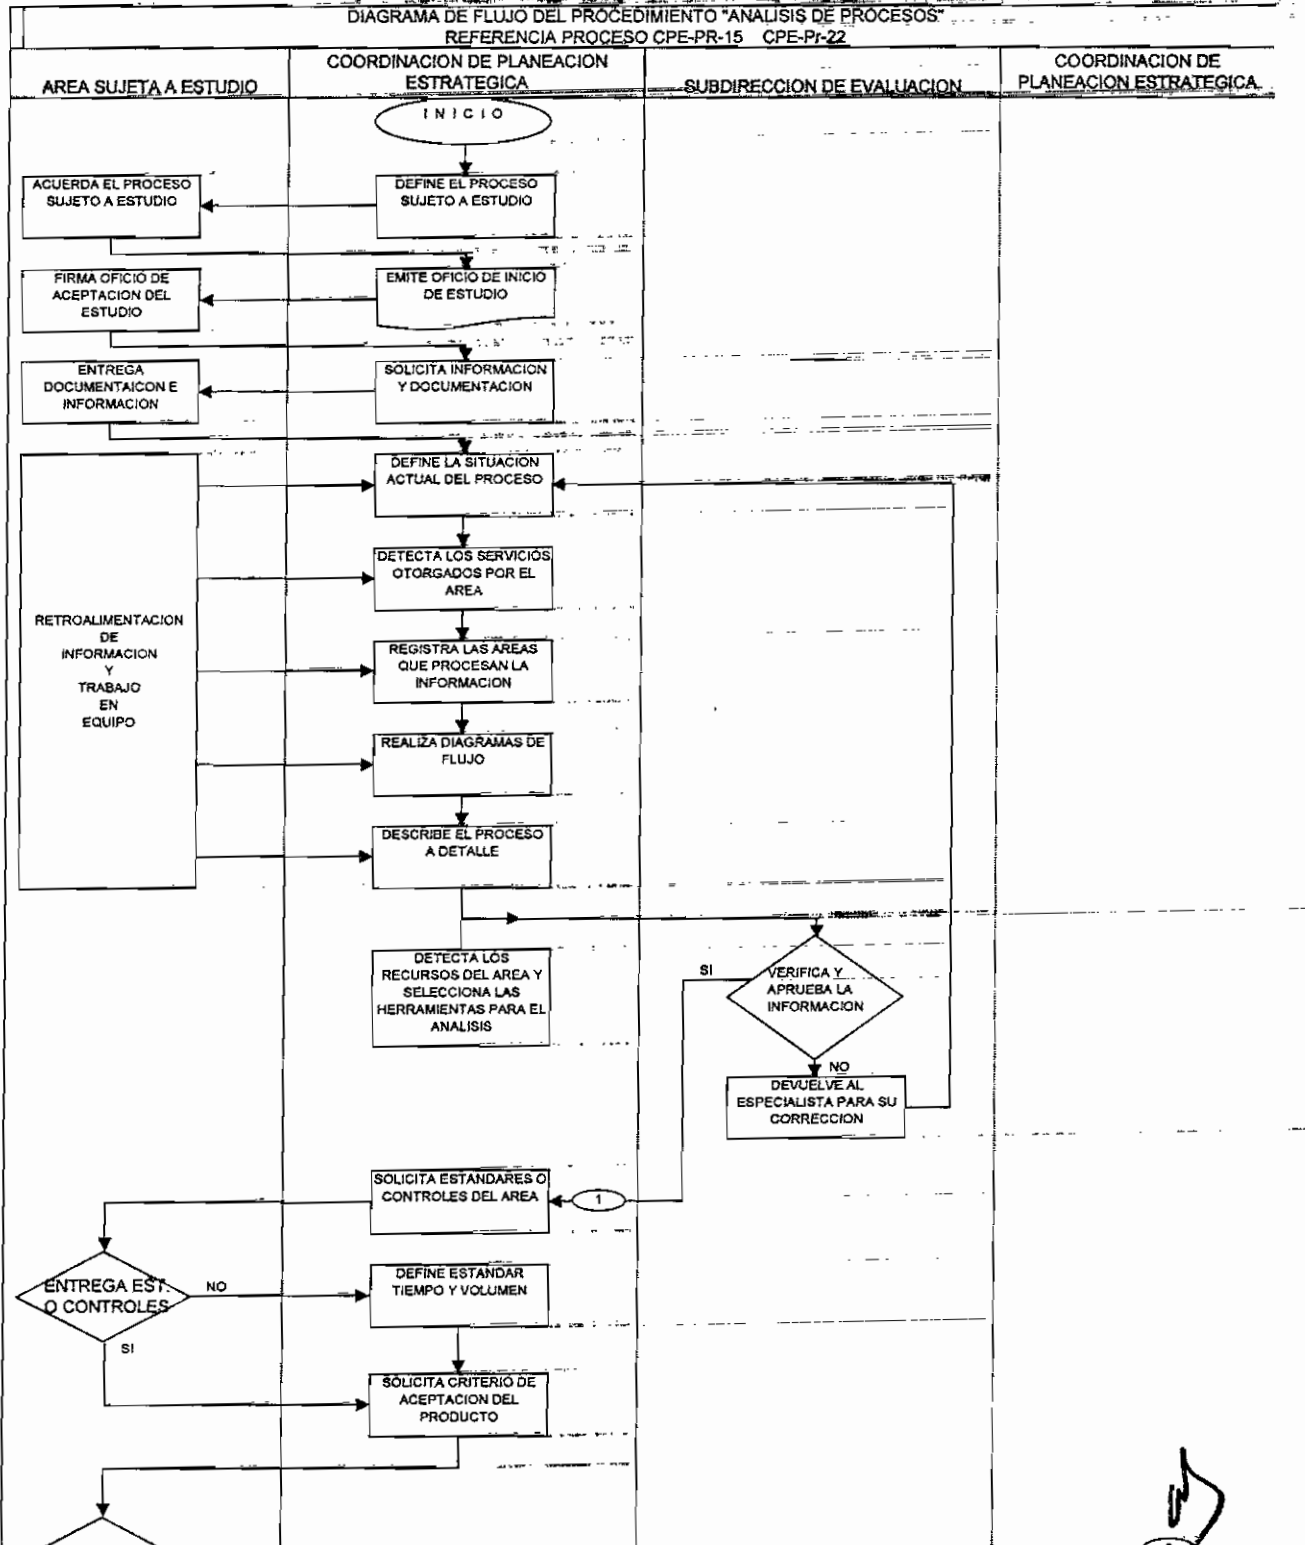 DIAGRAMA DE FLUJO DEL PROCEDIMIENTO "ANALISIS DE PROCESOS"
REFERENCIA PROCESO CPE-PR-15 CPE-Pr-22
AREA SUJETA A ESTUDIO
COORDINACION DE PLANEACION
ESTRATEGICA
SUBDIRECCION DE EVALUACION
COORDINACION DE
PLANEACION ESTRATEGICA
INICIO
ACUERDA EL PROCESO
SUJETO A ESTUDIO
DEFINE EL PROCESO
SUJETO A ESTUDIO
FIRMA OFICIO DE
ACEPTACION DEL
ESTUDIO
EMITE OFICIO DE INICIO
DE ESTUDIO
ENTREGA
DOCUMENTAICON E
INFORMACION
SOLICITA INFORMACION
Y DOCUMENTACION
DEFINE LA SITUACION
ACTUAL DEL PROCESO
DETECTA LOS SERVICIOS
OTORGADOS POR EL
AREA
RETROALIMENTACION
DE
INFORMACION
Y
TRABAJO
EN
EQUIPO
REGISTRA LAS AREAS
QUE PROCESAN LA
INFORMACION
REALIZA DIAGRAMAS DE
FLUJO
DESCRIBE EL PROCESO
A DETALLE
DETECTA LOS
RECURSOS DEL AREA Y
SELECCIONA LAS
HERRAMIENTAS PARA EL
ANALISIS
SI
VERIFICA Y
APRUEBA LA
INFORMACION
NO
DEVUELVE AL
ESPECIALISTA PARA SU
CORRECCION
SOLICITA ESTANDARES O
CONTROLES DEL AREA
1
ENTREGA EST.
O CONTROLES
NO
DEFINE ESTANDAR
TIEMPO Y VOLUMEN
SI
SOLICITA CRITERIO DE
ACEPTACION DEL
PRODUCTO